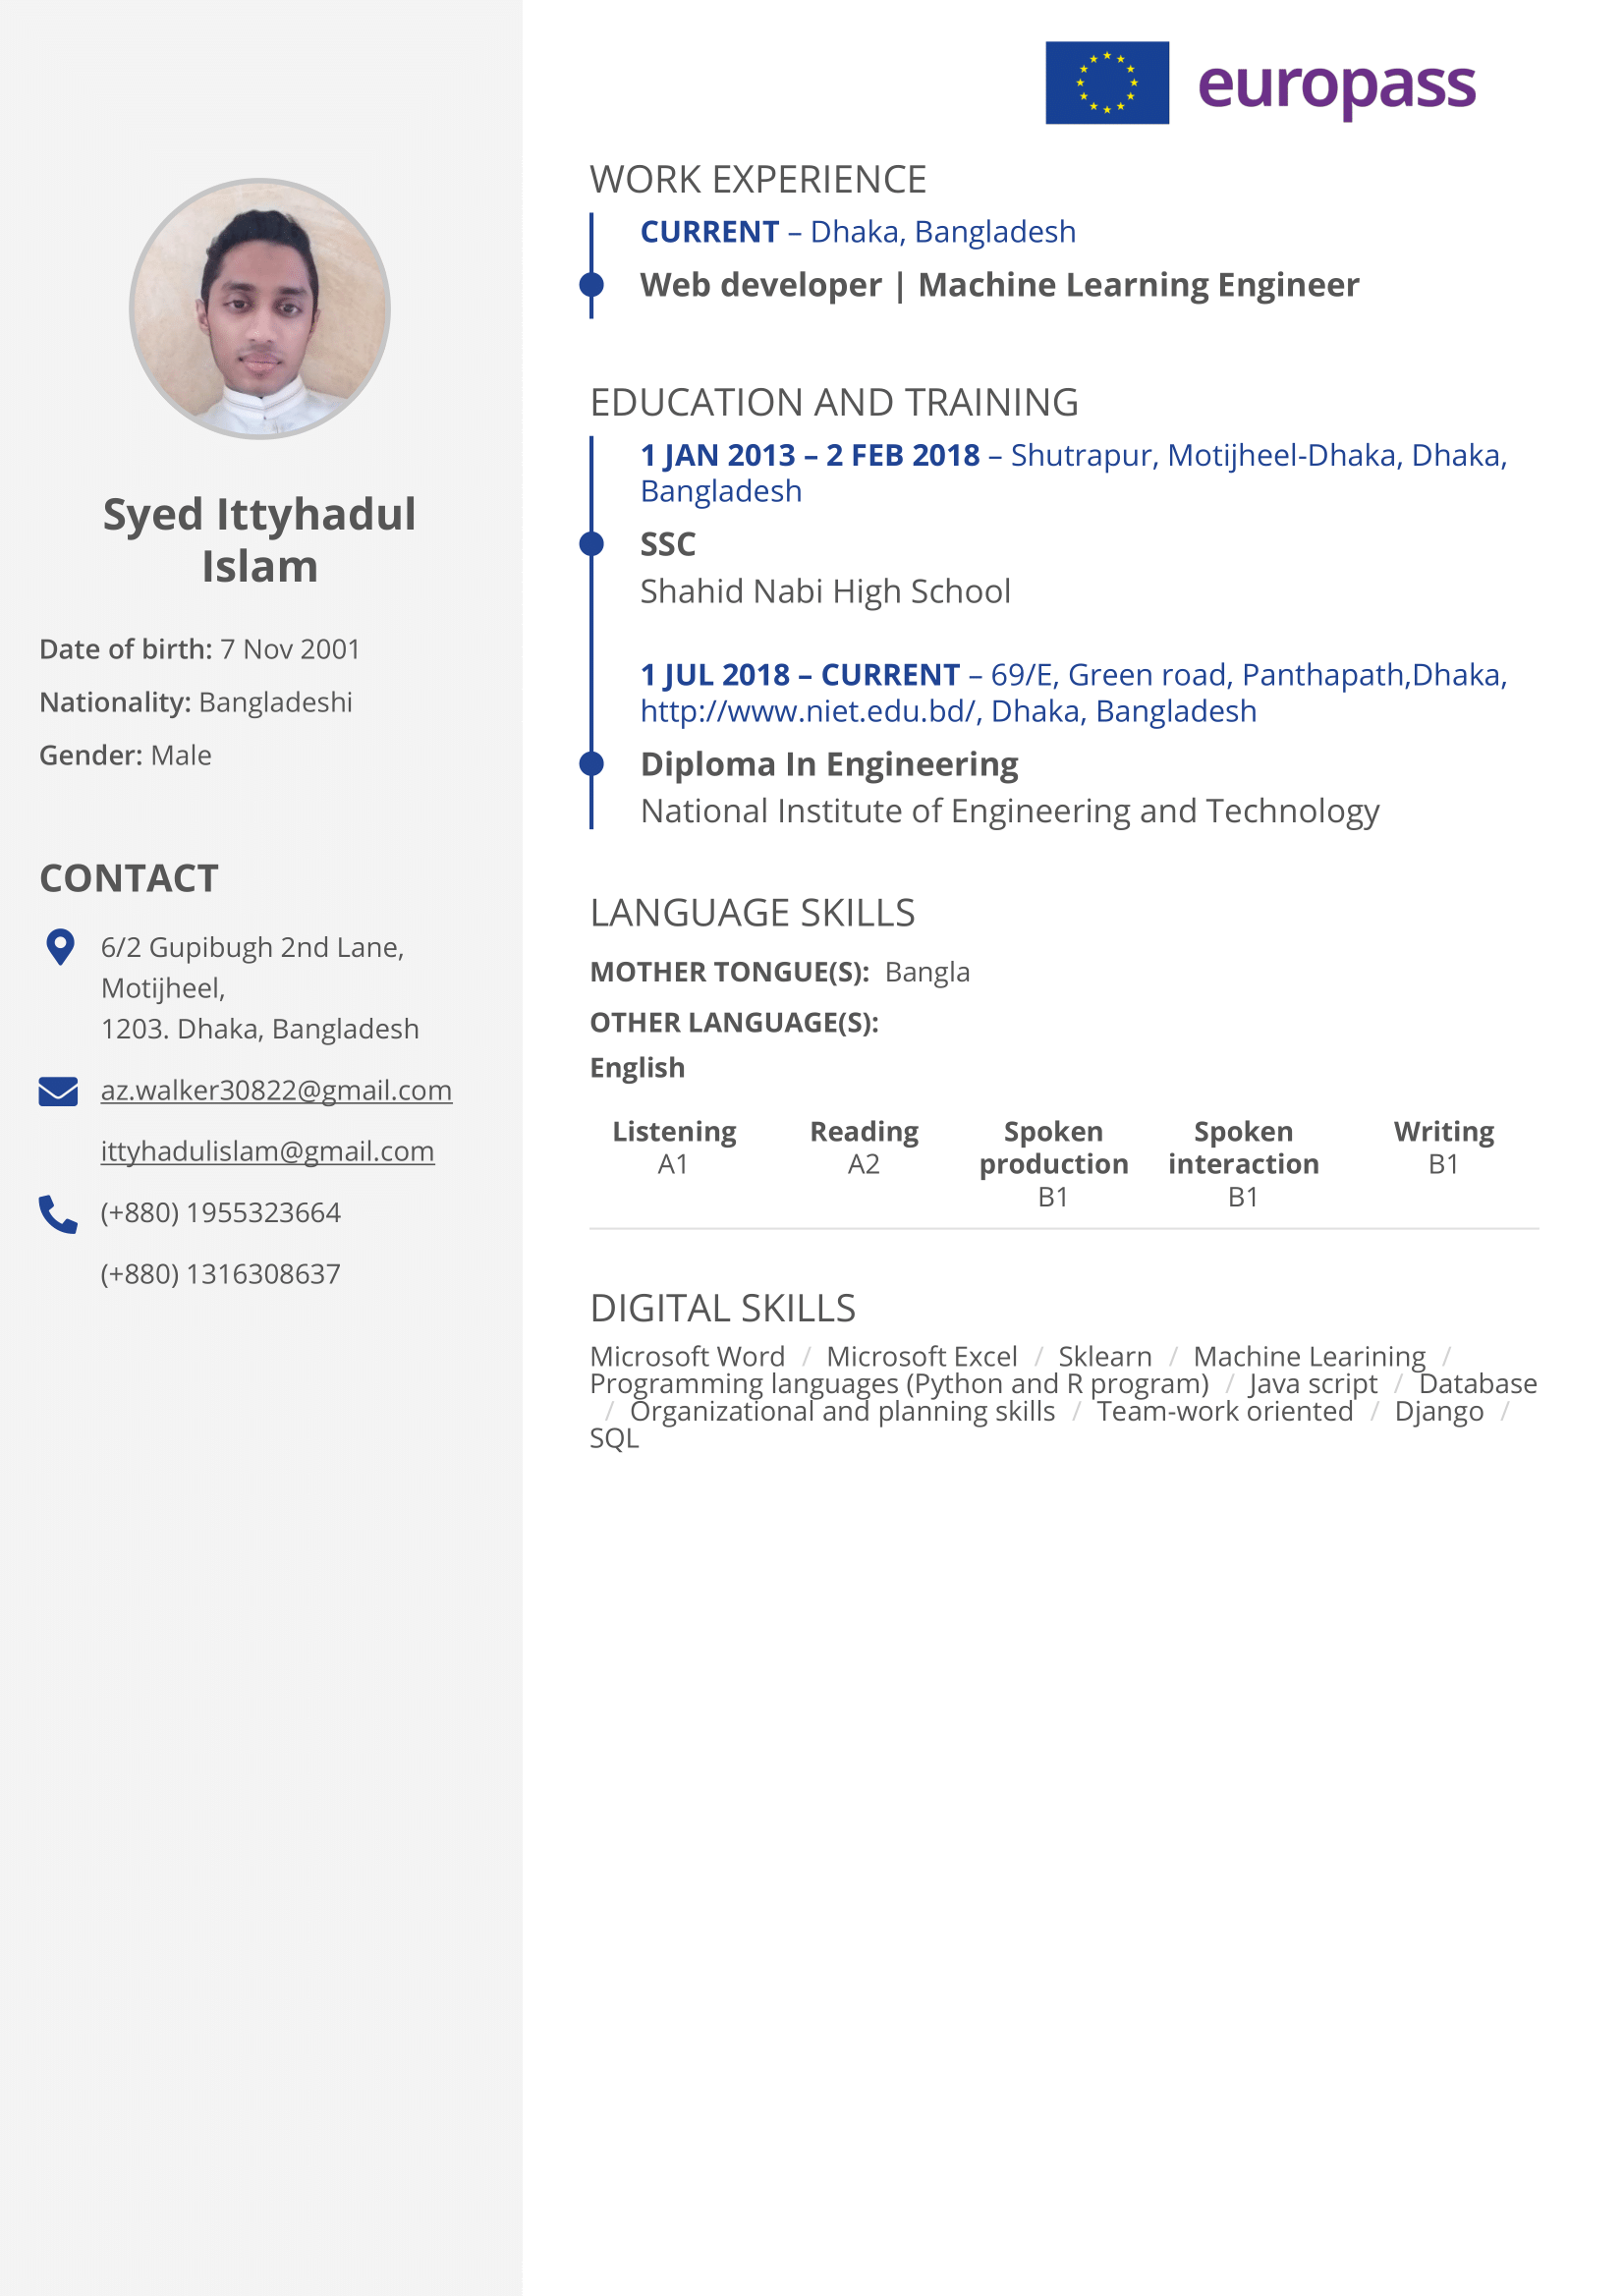 europass
Syed Ittyhadul
Islam
Date of birth: 7 Nov 2001
Nationality: Bangladeshi
Gender: Male
CONTACT
6/2 Gupibugh 2nd Lane,
Motijheel,
1203. Dhaka, Bangladesh
az.walker30822@gmail.com
ittyhadulislam@gmail.com
(+880) 1955323664
(+880) 1316308637
WORK EXPERIENCE
CURRENT – Dhaka, Bangladesh
Web developer | Machine Learning Engineer
EDUCATION AND TRAINING
1 JAN 2013 – 2 FEB 2018 – Shutrapur, Motijheel-Dhaka, Dhaka,
Bangladesh
SSC
Shahid Nabi High School
1 JUL 2018 – CURRENT – 69/E, Green road, Panthapath,Dhaka,
http://www.niet.edu.bd/, Dhaka, Bangladesh
Diploma In Engineering
National Institute of Engineering and Technology
LANGUAGE SKILLS
MOTHER TONGUE(S): Bangla
OTHER LANGUAGE(S):
English
Listening Reading Spoken Spoken Writing
A1 A2 production interaction B1
B1 B1
DIGITAL SKILLS
Microsoft Word / Microsoft Excel / Sklearn / Machine Learining /
Programming languages (Python and R program) / Java script / Database
/ Organizational and planning skills / Team-work oriented / Django /
SQL